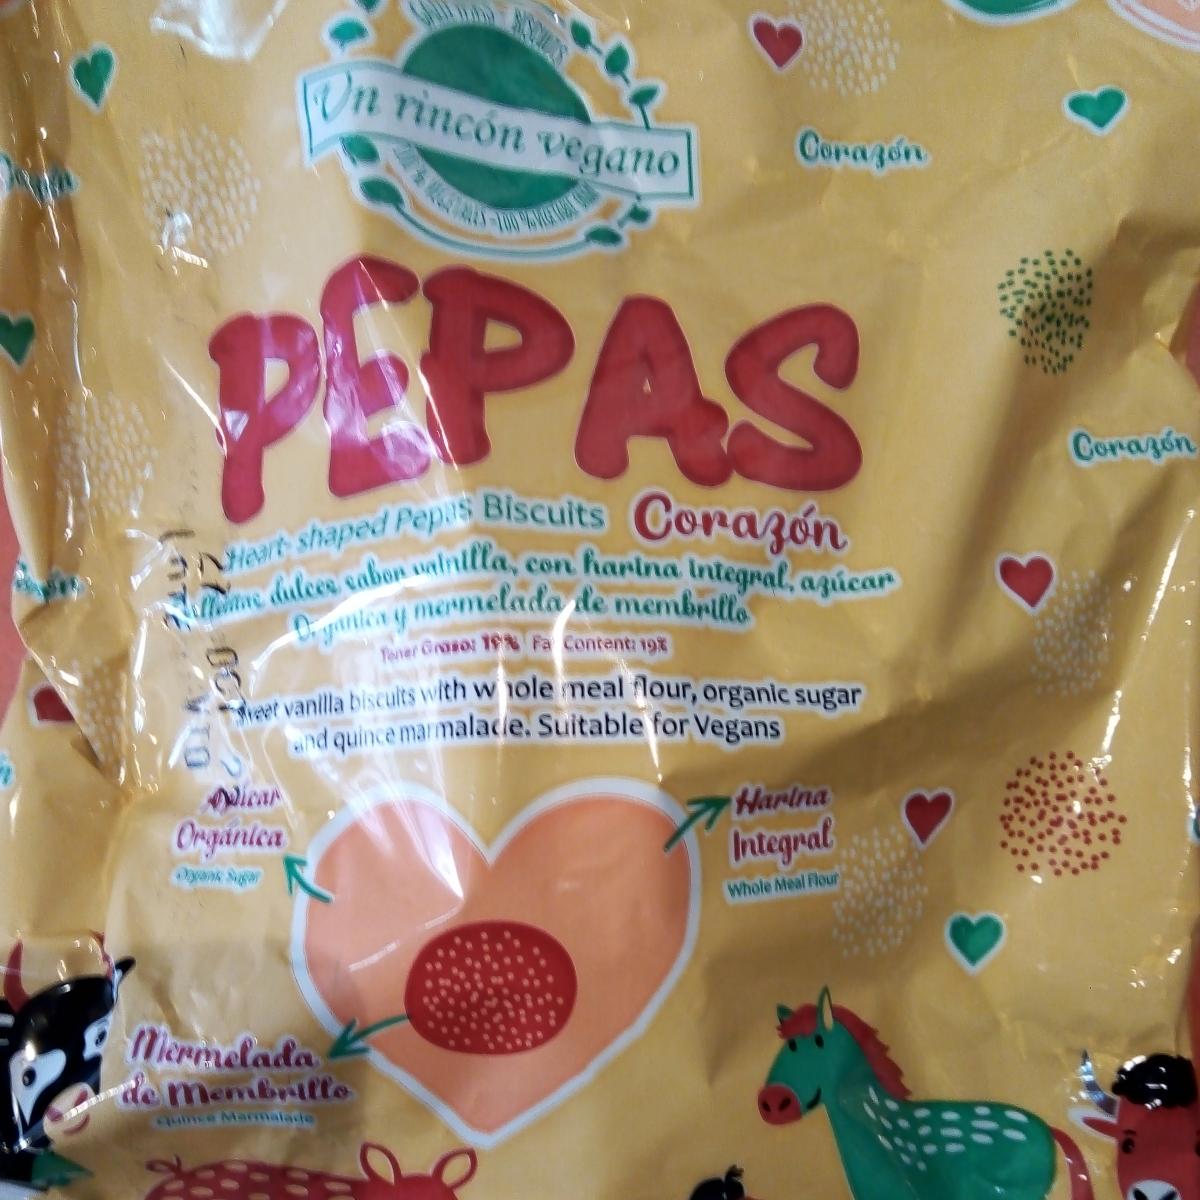 Un rincón vegano
Corazón
PEPAS
Corazón
Heart-shaped Pepas Biscuits
Corazón
dulces sabor vainilla, con harina integral, azúcar
Orgánica y mermelada de membrillo
Tenor Graso: 19% Fat Content: 19%
Sweet vanilla biscuits with whole meal flour, organic sugar
and quince marmalade. Suitable for Vegans
Azúcar
Orgánica
Organic Sugar
Harina
Integral
Whole Meal Flour
Mermelada
de Membrillo
Quince Marmalade